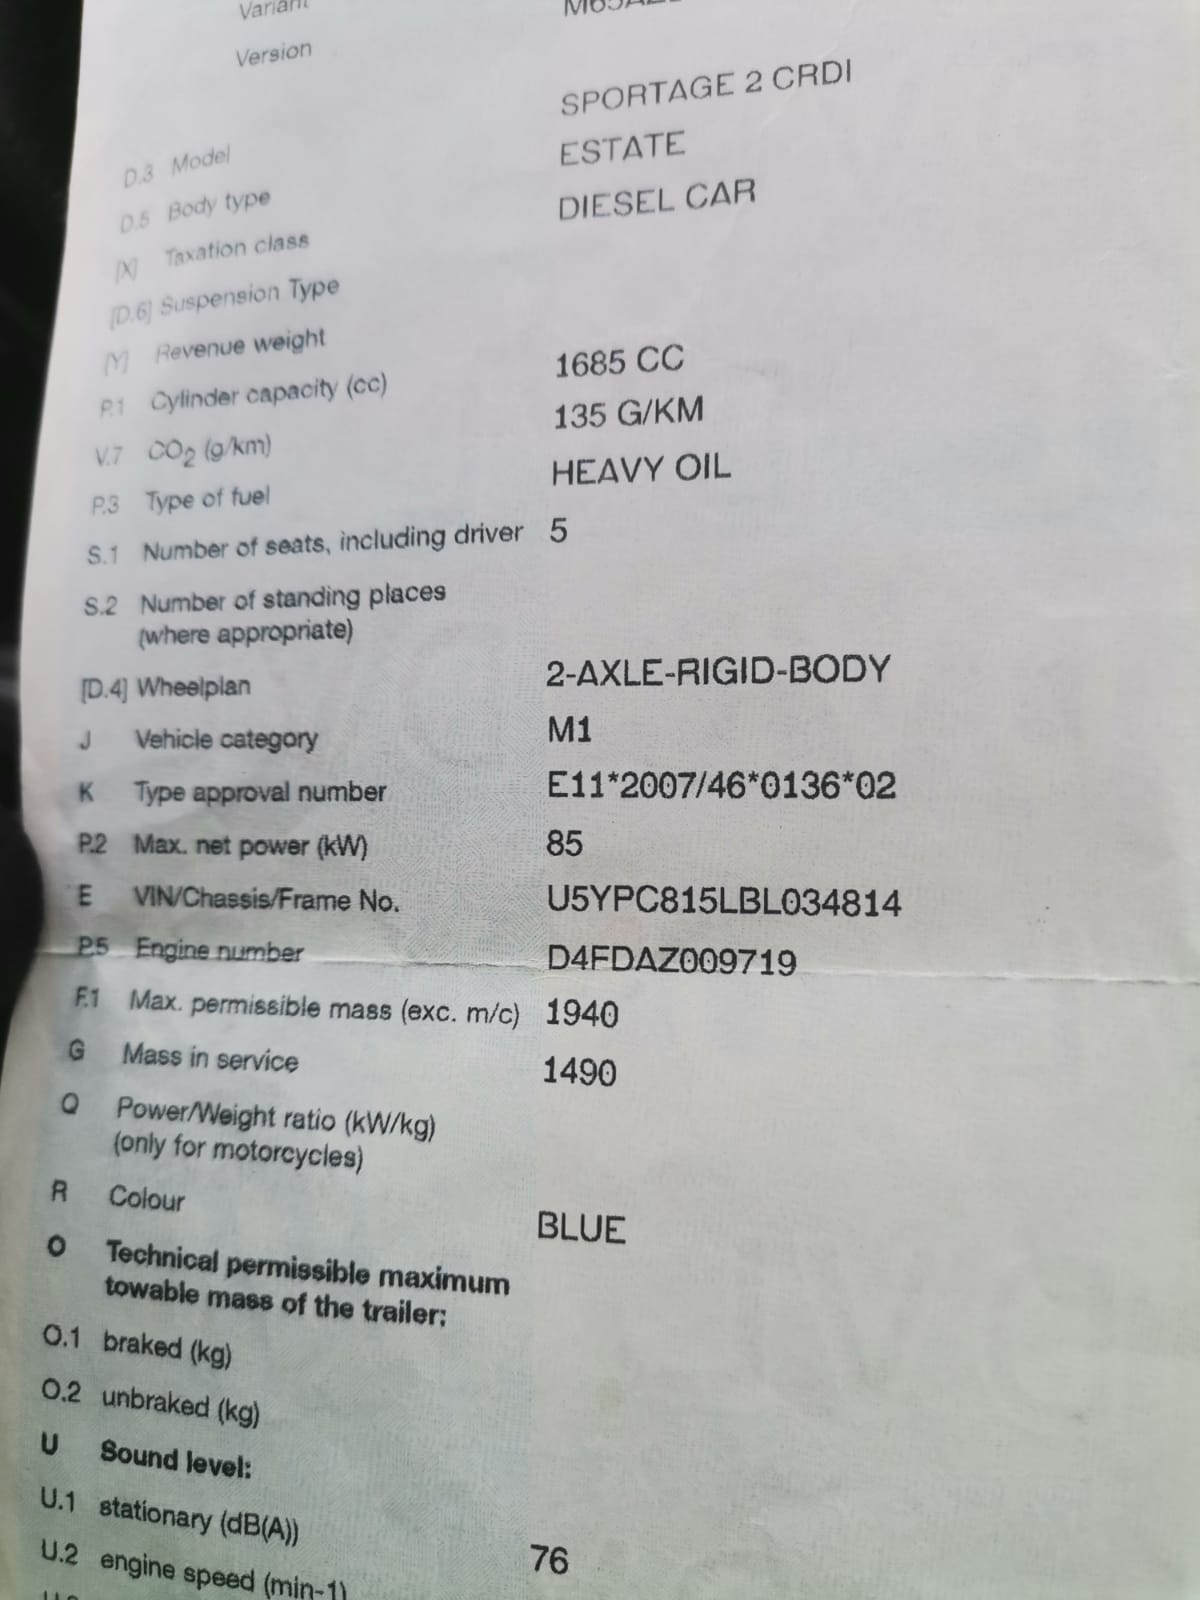 Variant
Version
SPORTAGE 2 CRDI
D.3 Model
ESTATE
D.5 Body type
DIESEL CAR
[X] Taxation class
[D.6] Suspension Type
[Y] Revenue weight
P.1 Cylinder capacity (cc) 1685 CC
V.7 CO2 (g/km) 135 G/KM
P.3 Type of fuel HEAVY OIL
S.1 Number of seats, including driver 5
S.2 Number of standing places
(where appropriate)
[D.4] Wheelplan 2-AXLE-RIGID-BODY
J Vehicle category M1
K Type approval number E11*2007/46*0136*02
P.2 Max. net power (kW) 85
E VIN/Chassis/Frame No. U5YPC815LBL034814
P.5 Engine number D4FDAZ009719
F.1 Max. permissible mass (exc. m/c) 1940
G Mass in service 1490
Q Power/Weight ratio (kW/kg)
(only for motorcycles)
R Colour BLUE
O Technical permissible maximum
towable mass of the trailer:
O.1 braked (kg)
O.2 unbraked (kg)
U Sound level:
U.1 stationary (dB(A)) 76
U.2 engine speed (min-1)